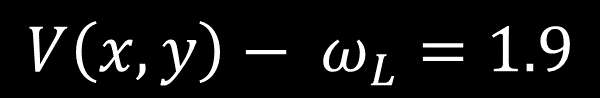 V(x, y) − ω_L = 1.9